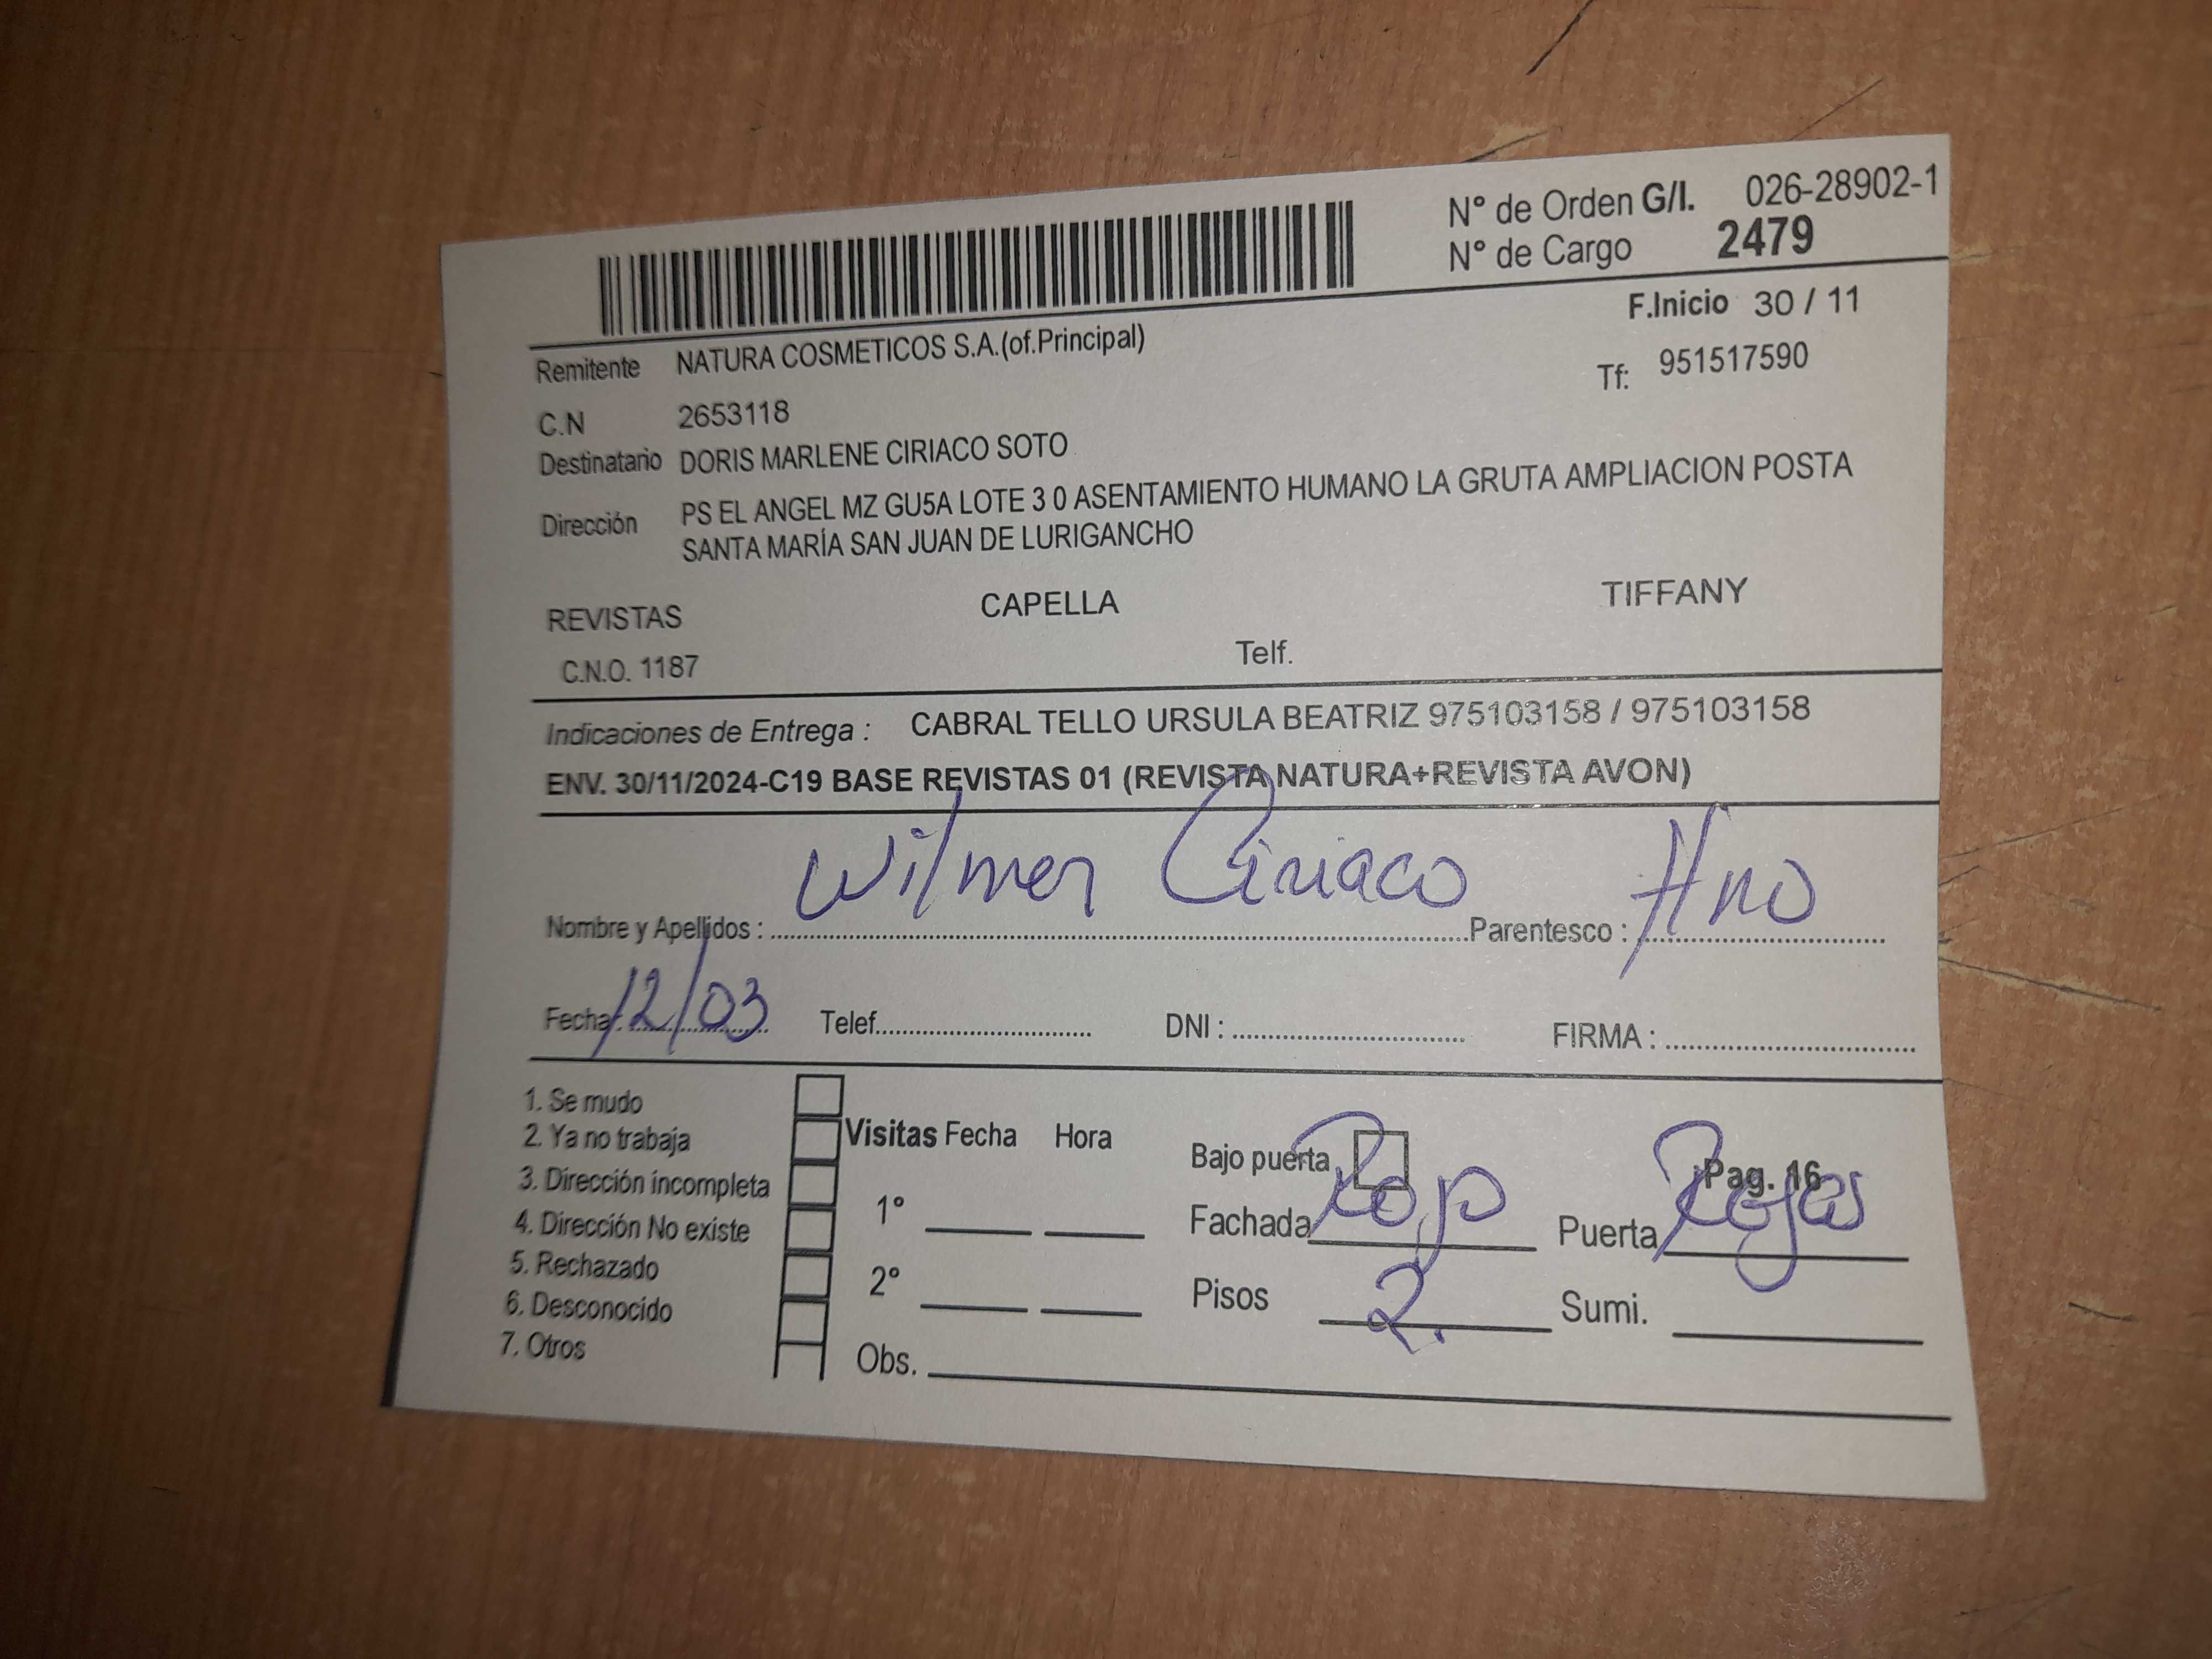 N° de Orden G/I. 026-28902-1
N° de Cargo 2479
F.Inicio 30 / 11
Remitente NATURA COSMETICOS S.A.(of.Principal)
Tf: 951517590
C.N 2653118
Destinatario DORIS MARLENE CIRIACO SOTO
Dirección PS EL ANGEL MZ GU5A LOTE 3 0 ASENTAMIENTO HUMANO LA GRUTA AMPLIACION POSTA
SANTA MARÍA SAN JUAN DE LURIGANCHO
REVISTAS CAPELLA TIFFANY
C.N.O. 1187 Telf.
Indicaciones de Entrega : CABRAL TELLO URSULA BEATRIZ 975103158 / 975103158
ENV. 30/11/2024-C19 BASE REVISTAS 01 (REVISTA NATURA+REVISTA AVON)
Nombre y Apellidos : Wilmer Ciriaco Parentesco : Hno
Fecha: 12/03 Telef. DNI : FIRMA :
1. Se mudo
2. Ya no trabaja
3. Dirección incompleta
4. Dirección No existe
5. Rechazado
6. Desconocido
7. Otros
Visitas Fecha Hora
1°
2°
Obs.
Bajo puerta Pag. 16
Fachada Rojo Puerta Rojas
Pisos 2. Sumi.